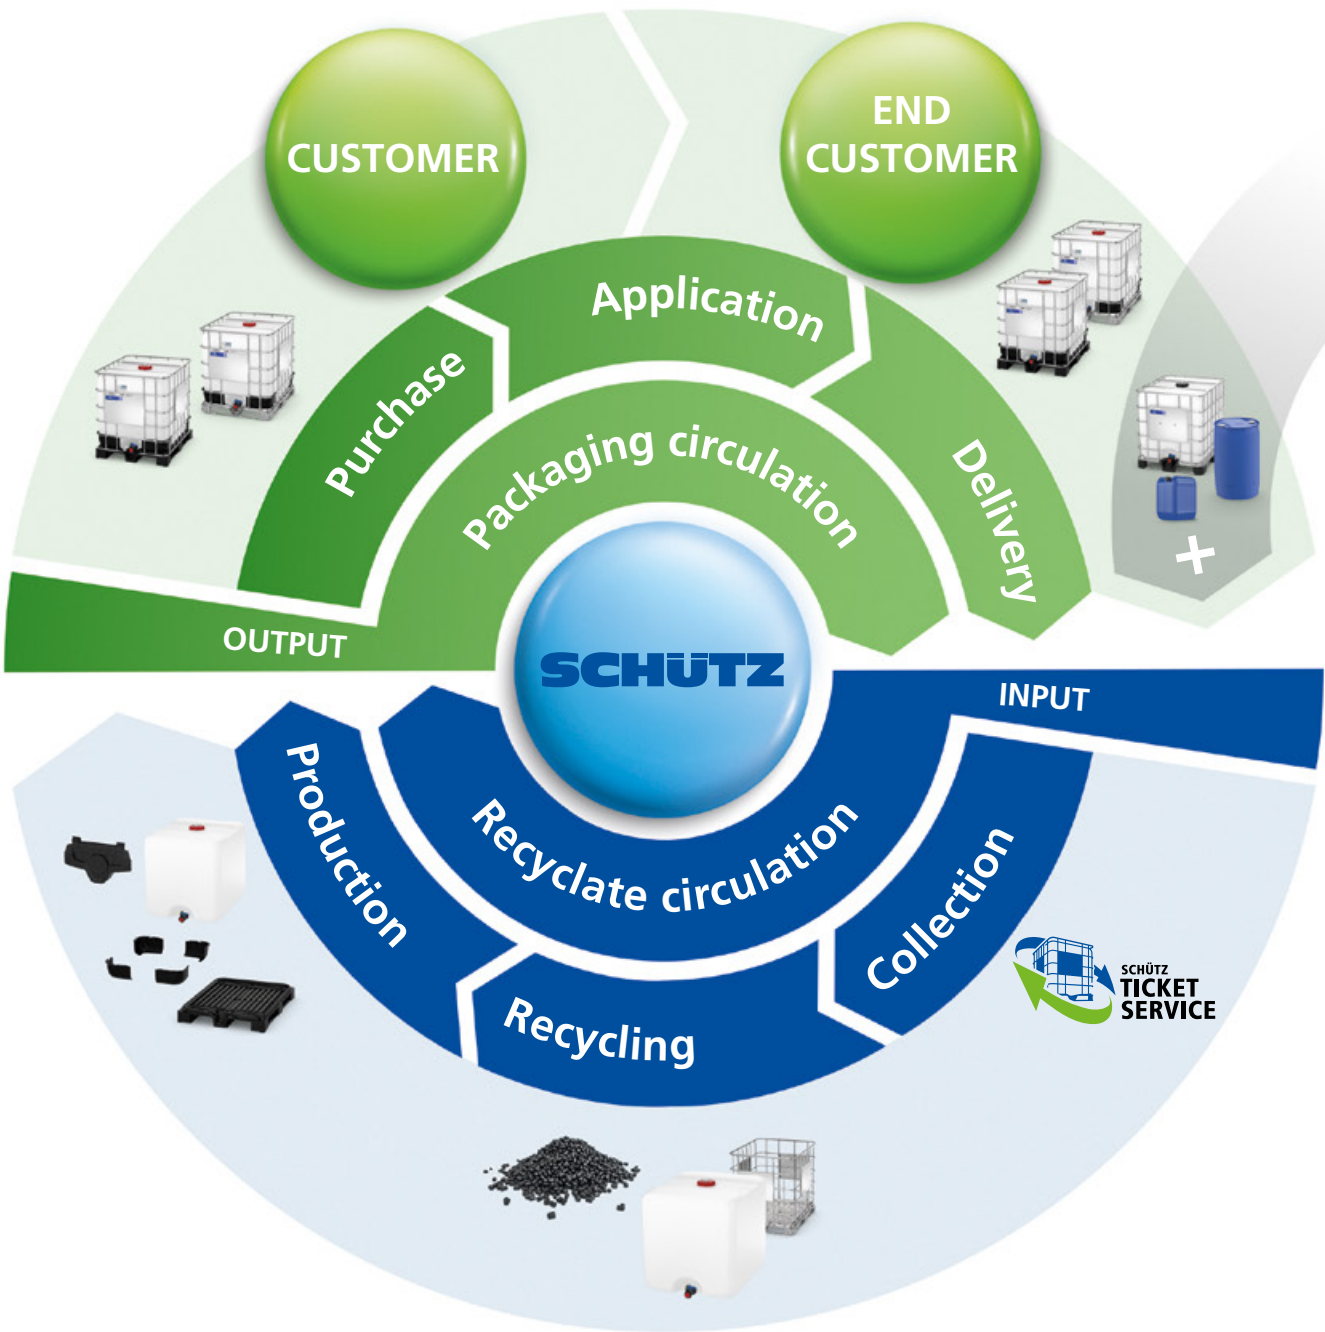 CUSTOMER
END
CUSTOMER
Application
Purchase
Packaging circulation
Delivery
OUTPUT
SCHÜTZ
INPUT
Production
Recyclate circulation
Collection
Recycling
SCHÜTZ
TICKET
SERVICE
+